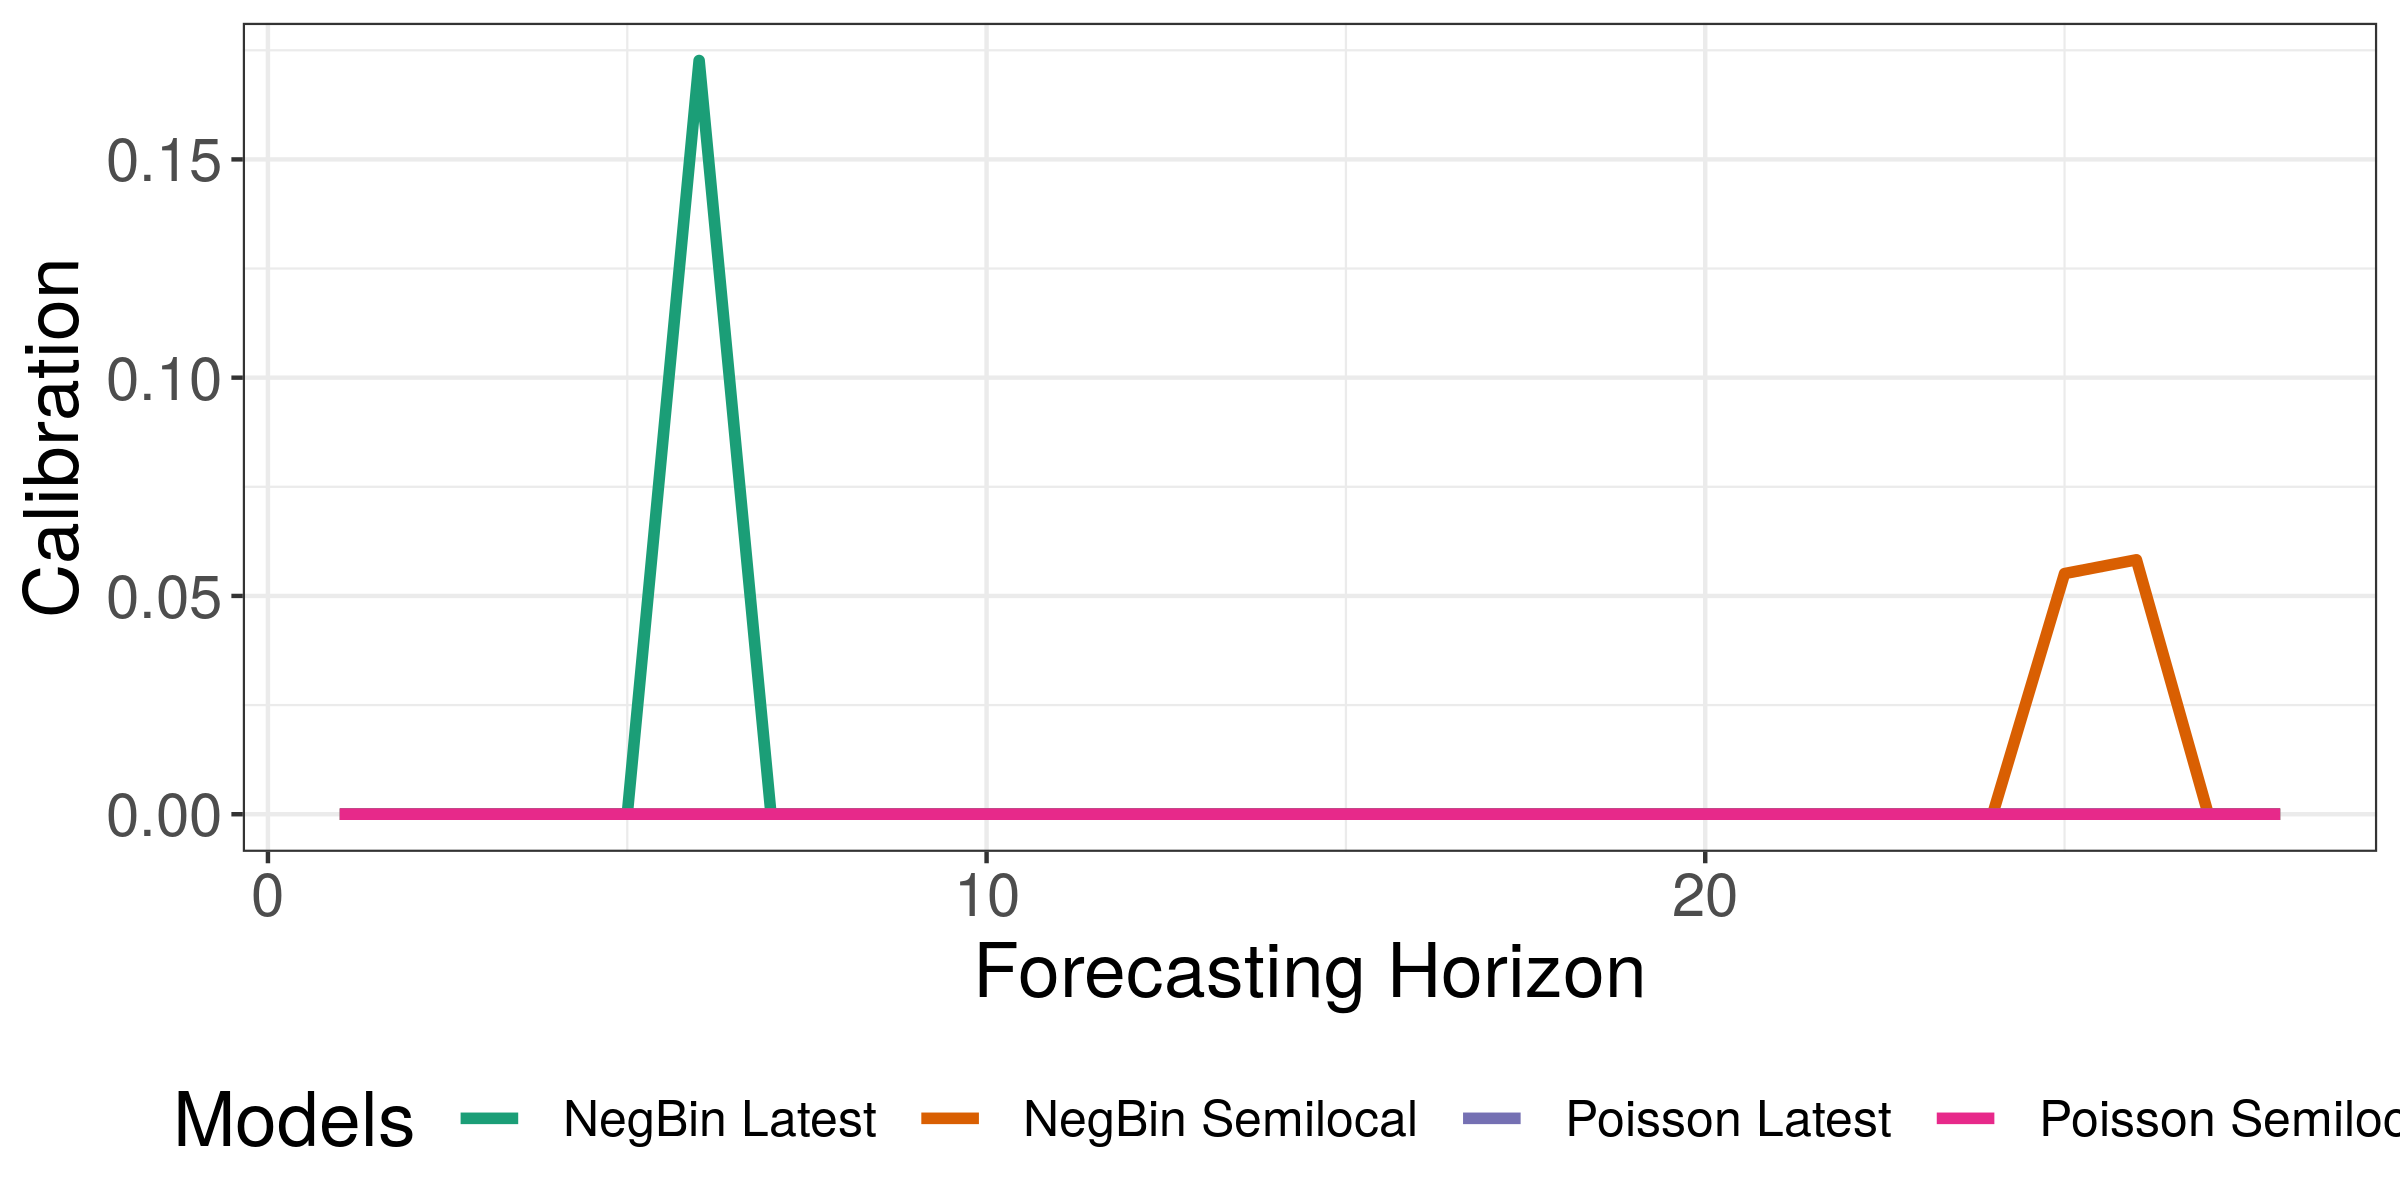 Calibration
0.15
0.10
0.05
0.00
0 10 20
Forecasting Horizon
Models NegBin Latest NegBin Semilocal Poisson Latest Poisson